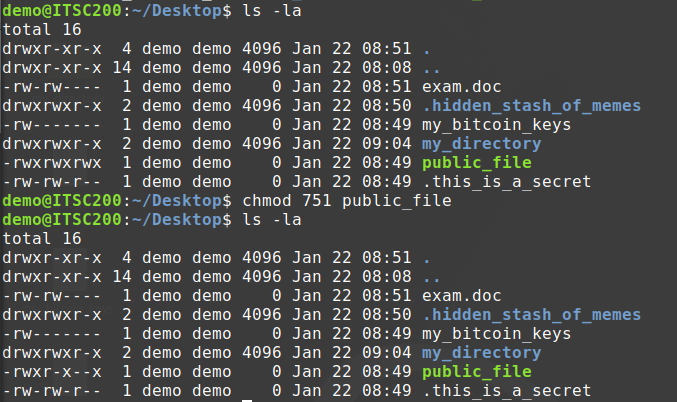 demo@ITSC200:~/Desktop$ ls -la
total 16
drwxr-xr-x  4 demo demo 4096 Jan 22 08:51 .
drwxr-xr-x 14 demo demo 4096 Jan 22 08:08 ..
-rw-rw----  1 demo demo    0 Jan 22 08:51 exam.doc
drwxrwxr-x  2 demo demo 4096 Jan 22 08:50 .hidden_stash_of_memes
-rw-------  1 demo demo    0 Jan 22 08:49 my_bitcoin_keys
drwxrwxr-x  2 demo demo 4096 Jan 22 09:04 my_directory
-rwxrwxrwx  1 demo demo    0 Jan 22 08:49 public_file
-rw-rw-r--  1 demo demo    0 Jan 22 08:49 .this_is_a_secret
demo@ITSC200:~/Desktop$ chmod 751 public_file
demo@ITSC200:~/Desktop$ ls -la
total 16
drwxr-xr-x  4 demo demo 4096 Jan 22 08:51 .
drwxr-xr-x 14 demo demo 4096 Jan 22 08:08 ..
-rw-rw----  1 demo demo    0 Jan 22 08:51 exam.doc
drwxrwxr-x  2 demo demo 4096 Jan 22 08:50 .hidden_stash_of_memes
-rw-------  1 demo demo    0 Jan 22 08:49 my_bitcoin_keys
drwxrwxr-x  2 demo demo 4096 Jan 22 09:04 my_directory
-rwxr-x--x  1 demo demo    0 Jan 22 08:49 public_file
-rw-rw-r--  1 demo demo    0 Jan 22 08:49 .this_is_a_secret